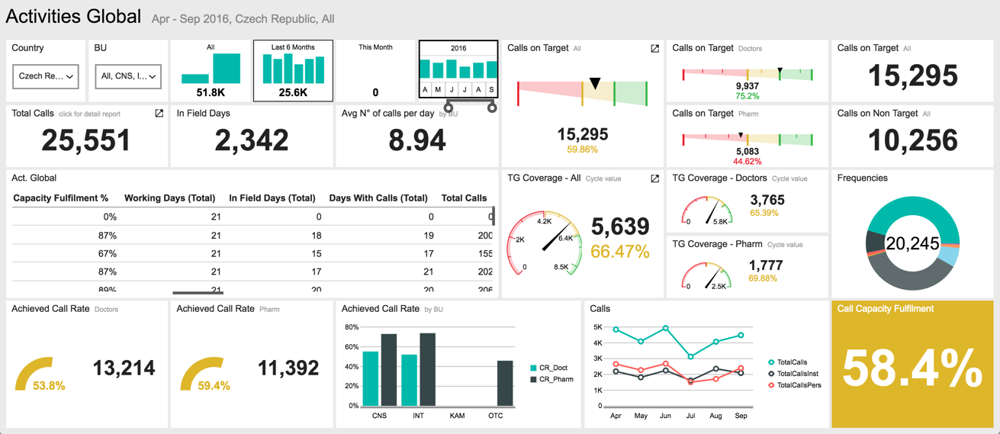 Activities Global Apr - Sep 2016, Czech Republic, All
Country
Czech Re...
BU
All, CNS, I...
All
51.8K
Last 6 Months
25.6K
This Month
0
2016
A M J J A S
Calls on Target All
15,295
59.86%
Calls on Target Doctors
9,937
75.2%
Calls on Target All
15,295
Total Calls click for detail report
25,551
In Field Days
2,342
Avg N° of calls per day by BU
8.94
Calls on Target Pharm
5,083
44.62%
Calls on Non Target All
10,256
Act. Global
Capacity Fulfilment % Working Days (Total) In Field Days (Total) Days With Calls (Total) Total Calls
0% 21 0 0 0
87% 21 18 19 200
67% 21 15 17 155
87% 21 17 21 202
89% 21 20 20 206
TG Coverage - All Cycle value
0
2K
4.2K
6.4K
8.5K
5,639
66.47%
TG Coverage - Doctors Cycle value
0
5.8K
3,765
65.39%
TG Coverage - Pharm Cycle value
0
2.5K
1,777
69.88%
Frequencies
20,245
Achieved Call Rate Doctors
53.8%
13,214
Achieved Call Rate Pharm
59.4%
11,392
Achieved Call Rate by BU
80%
60%
40%
20%
0%
CNS INT KAM OTC
CR_Doct
CR_Pharm
Calls
5K
4K
3K
2K
1K
0
Apr May Jun Jul Aug Sep
TotalCalls
TotalCallsInst
TotalCallsPers
Call Capacity Fulfilment
58.4%